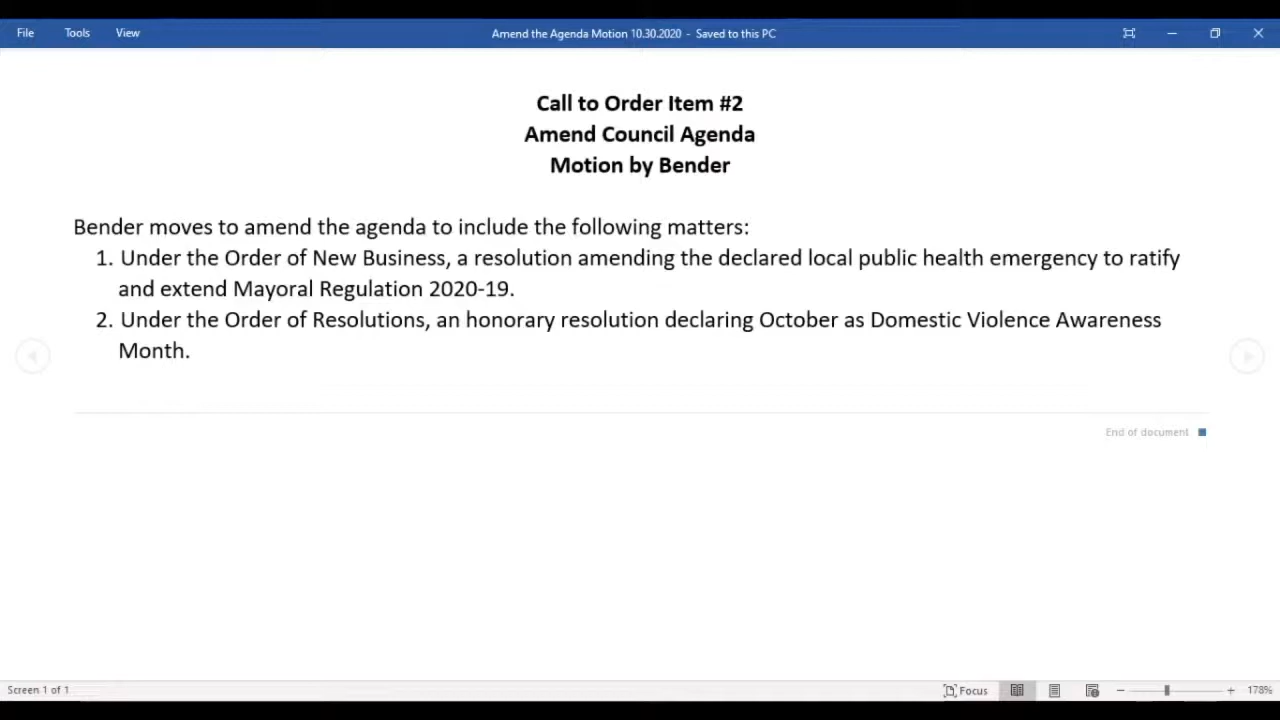 File Tools View Amend the Agenda Motion 10.30.2020 - Saved to this PC
Call to Order Item #2
Amend Council Agenda
Motion by Bender
Bender moves to amend the agenda to include the following matters:
1. Under the Order of New Business, a resolution amending the declared local public health emergency to ratify
and extend Mayoral Regulation 2020-19.
2. Under the Order of Resolutions, an honorary resolution declaring October as Domestic Violence Awareness
Month.
End of document
Screen 1 of 1 Focus 178%